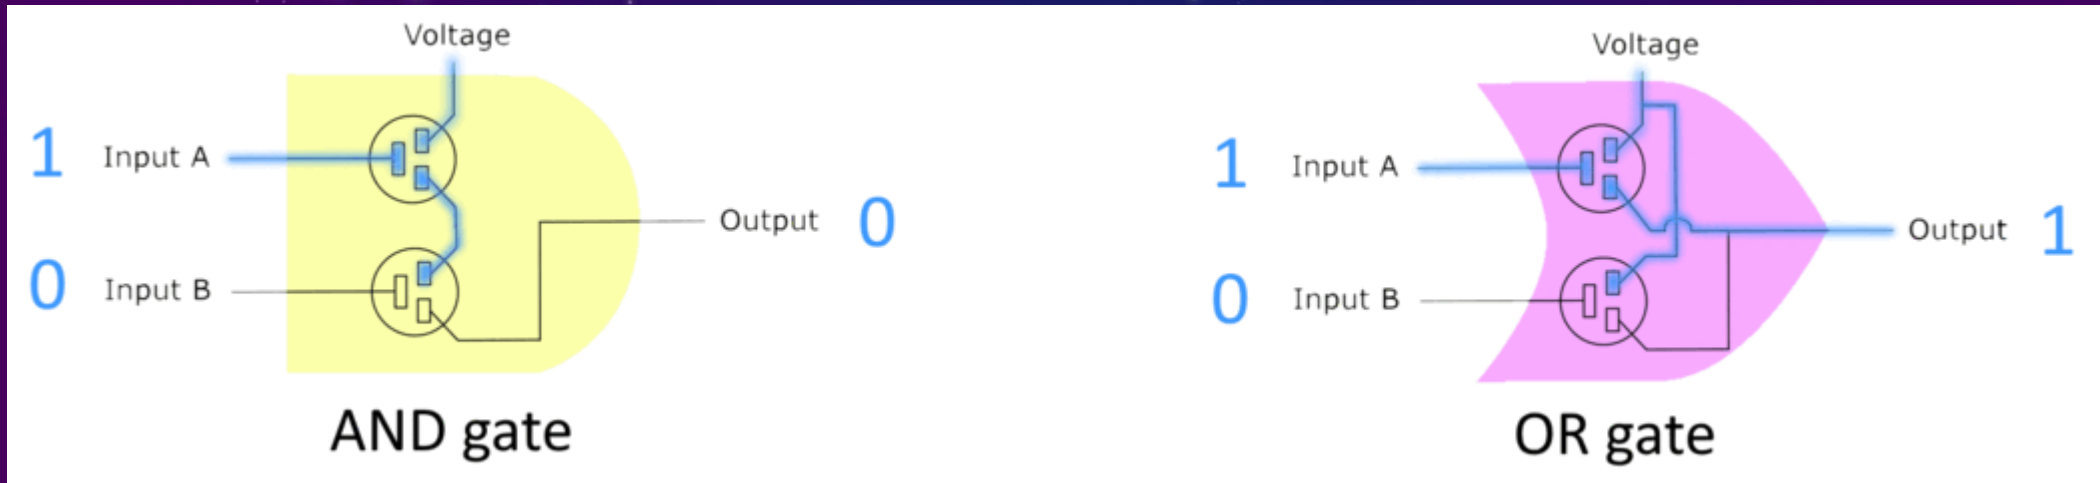 Voltage
1 Input A
0 Input B
Output 0
AND gate
Voltage
1 Input A
0 Input B
Output 1
OR gate